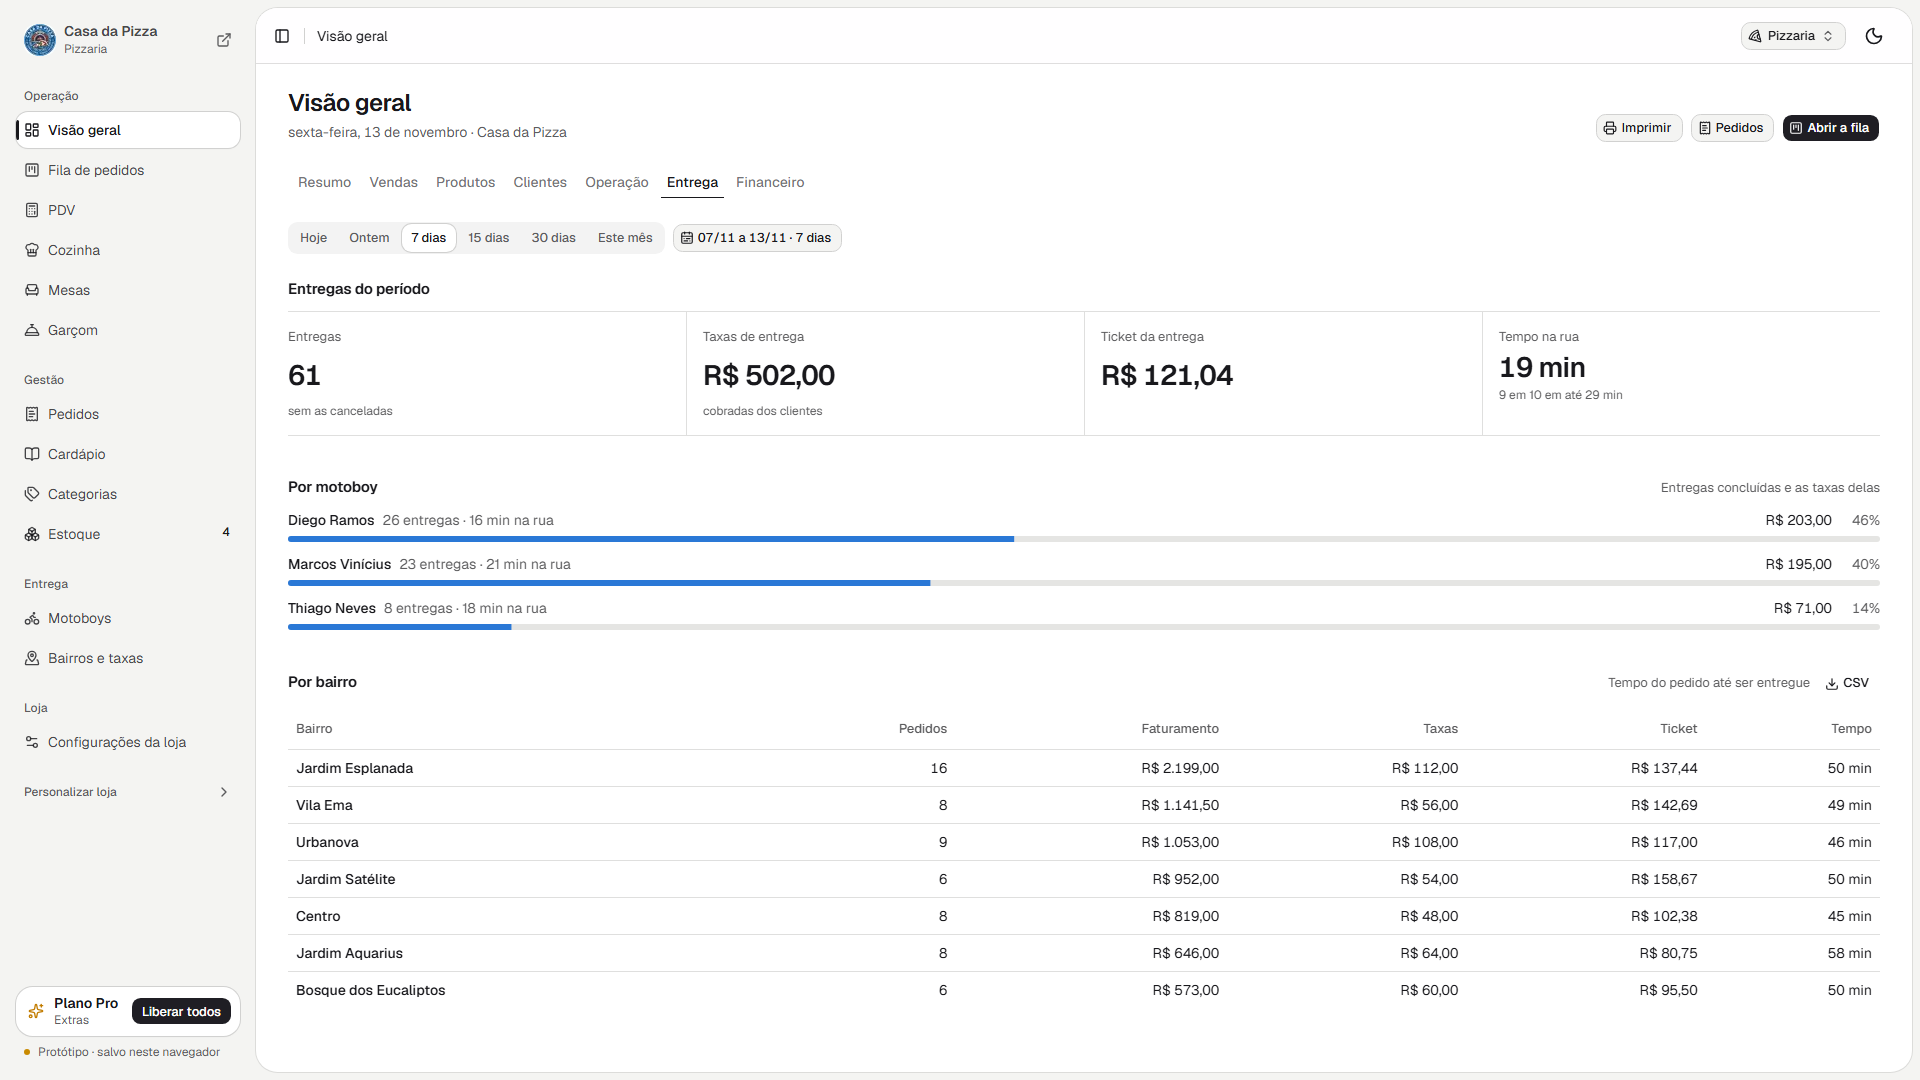 Casa da Pizza
Pizzaria
Operação
Visão geral
Fila de pedidos
PDV
Cozinha
Mesas
Garçom
Gestão
Pedidos
Cardápio
Categorias
Estoque 4
Entrega
Motoboys
Bairros e taxas
Loja
Configurações da loja
Personalizar loja
Plano Pro
Extras
Liberar todos
Protótipo · salvo neste navegador
Visão geral
Pizzaria
Visão geral
sexta-feira, 13 de novembro · Casa da Pizza
Imprimir Pedidos Abrir a fila
Resumo Vendas Produtos Clientes Operação Entrega Financeiro
Hoje Ontem 7 dias 15 dias 30 dias Este mês 07/11 a 13/11 · 7 dias
Entregas do período
Entregas
61
sem as canceladas
Taxas de entrega
R$ 502,00
cobradas dos clientes
Ticket da entrega
R$ 121,04
Tempo na rua
19 min
9 em 10 em até 29 min
Por motoboy Entregas concluídas e as taxas delas
Diego Ramos 26 entregas · 16 min na rua R$ 203,00 46%
Marcos Vinícius 23 entregas · 21 min na rua R$ 195,00 40%
Thiago Neves 8 entregas · 18 min na rua R$ 71,00 14%
Por bairro Tempo do pedido até ser entregue CSV
Bairro Pedidos Faturamento Taxas Ticket Tempo
Jardim Esplanada 16 R$ 2.199,00 R$ 112,00 R$ 137,44 50 min
Vila Ema 8 R$ 1.141,50 R$ 56,00 R$ 142,69 49 min
Urbanova 9 R$ 1.053,00 R$ 108,00 R$ 117,00 46 min
Jardim Satélite 6 R$ 952,00 R$ 54,00 R$ 158,67 50 min
Centro 8 R$ 819,00 R$ 48,00 R$ 102,38 45 min
Jardim Aquarius 8 R$ 646,00 R$ 64,00 R$ 80,75 58 min
Bosque dos Eucaliptos 6 R$ 573,00 R$ 60,00 R$ 95,50 50 min